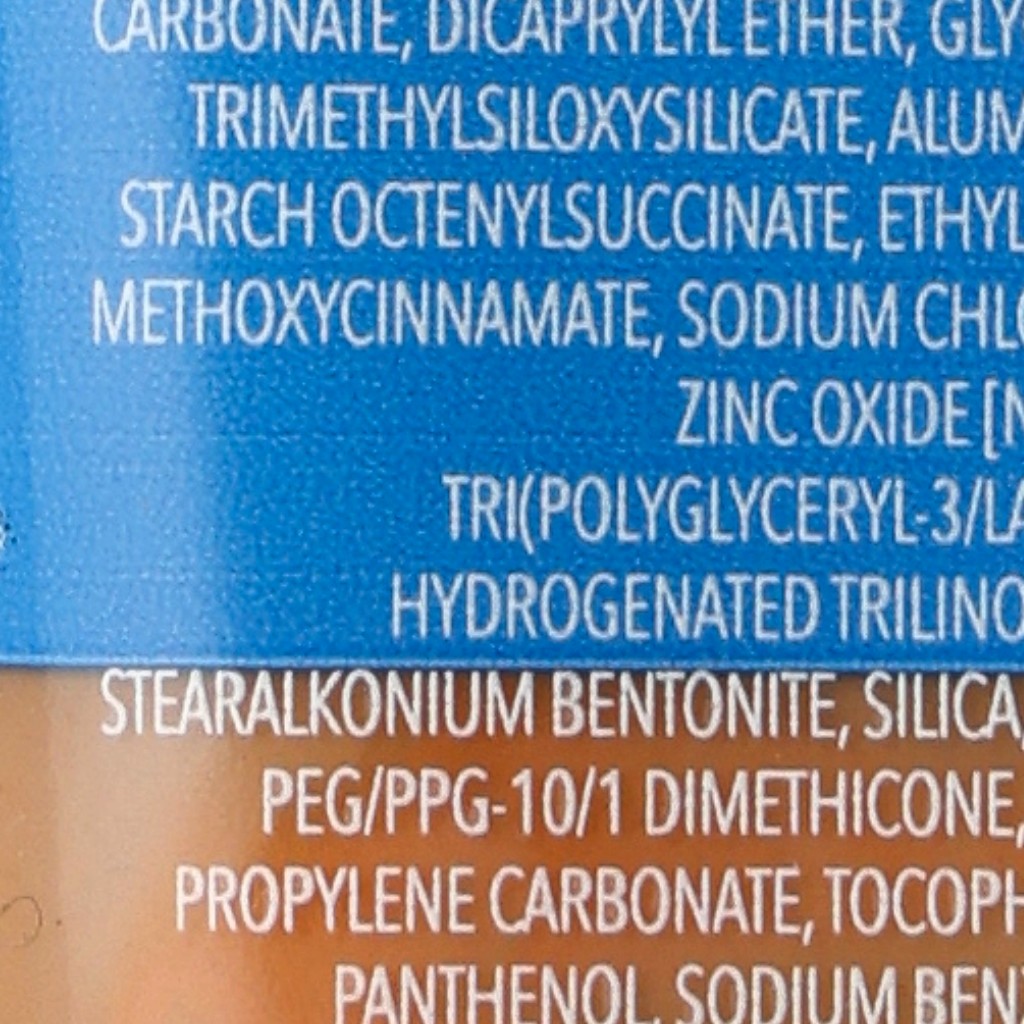 CARBONATE, DICAPRYLYL ETHER, GLY
TRIMETHYLSILOXYSILICATE, ALUM
STARCH OCTENYLSUCCINATE, ETHYL
METHOXYCINNAMATE, SODIUM CHLO
ZINC OXIDE [N
TRI(POLYGLYCERYL-3/LA
HYDROGENATED TRILINO
STEARALKONIUM BENTONITE, SILICA,
PEG/PPG-10/1 DIMETHICONE,
PROPYLENE CARBONATE, TOCOPH
PANTHENOL, SODIUM BEN